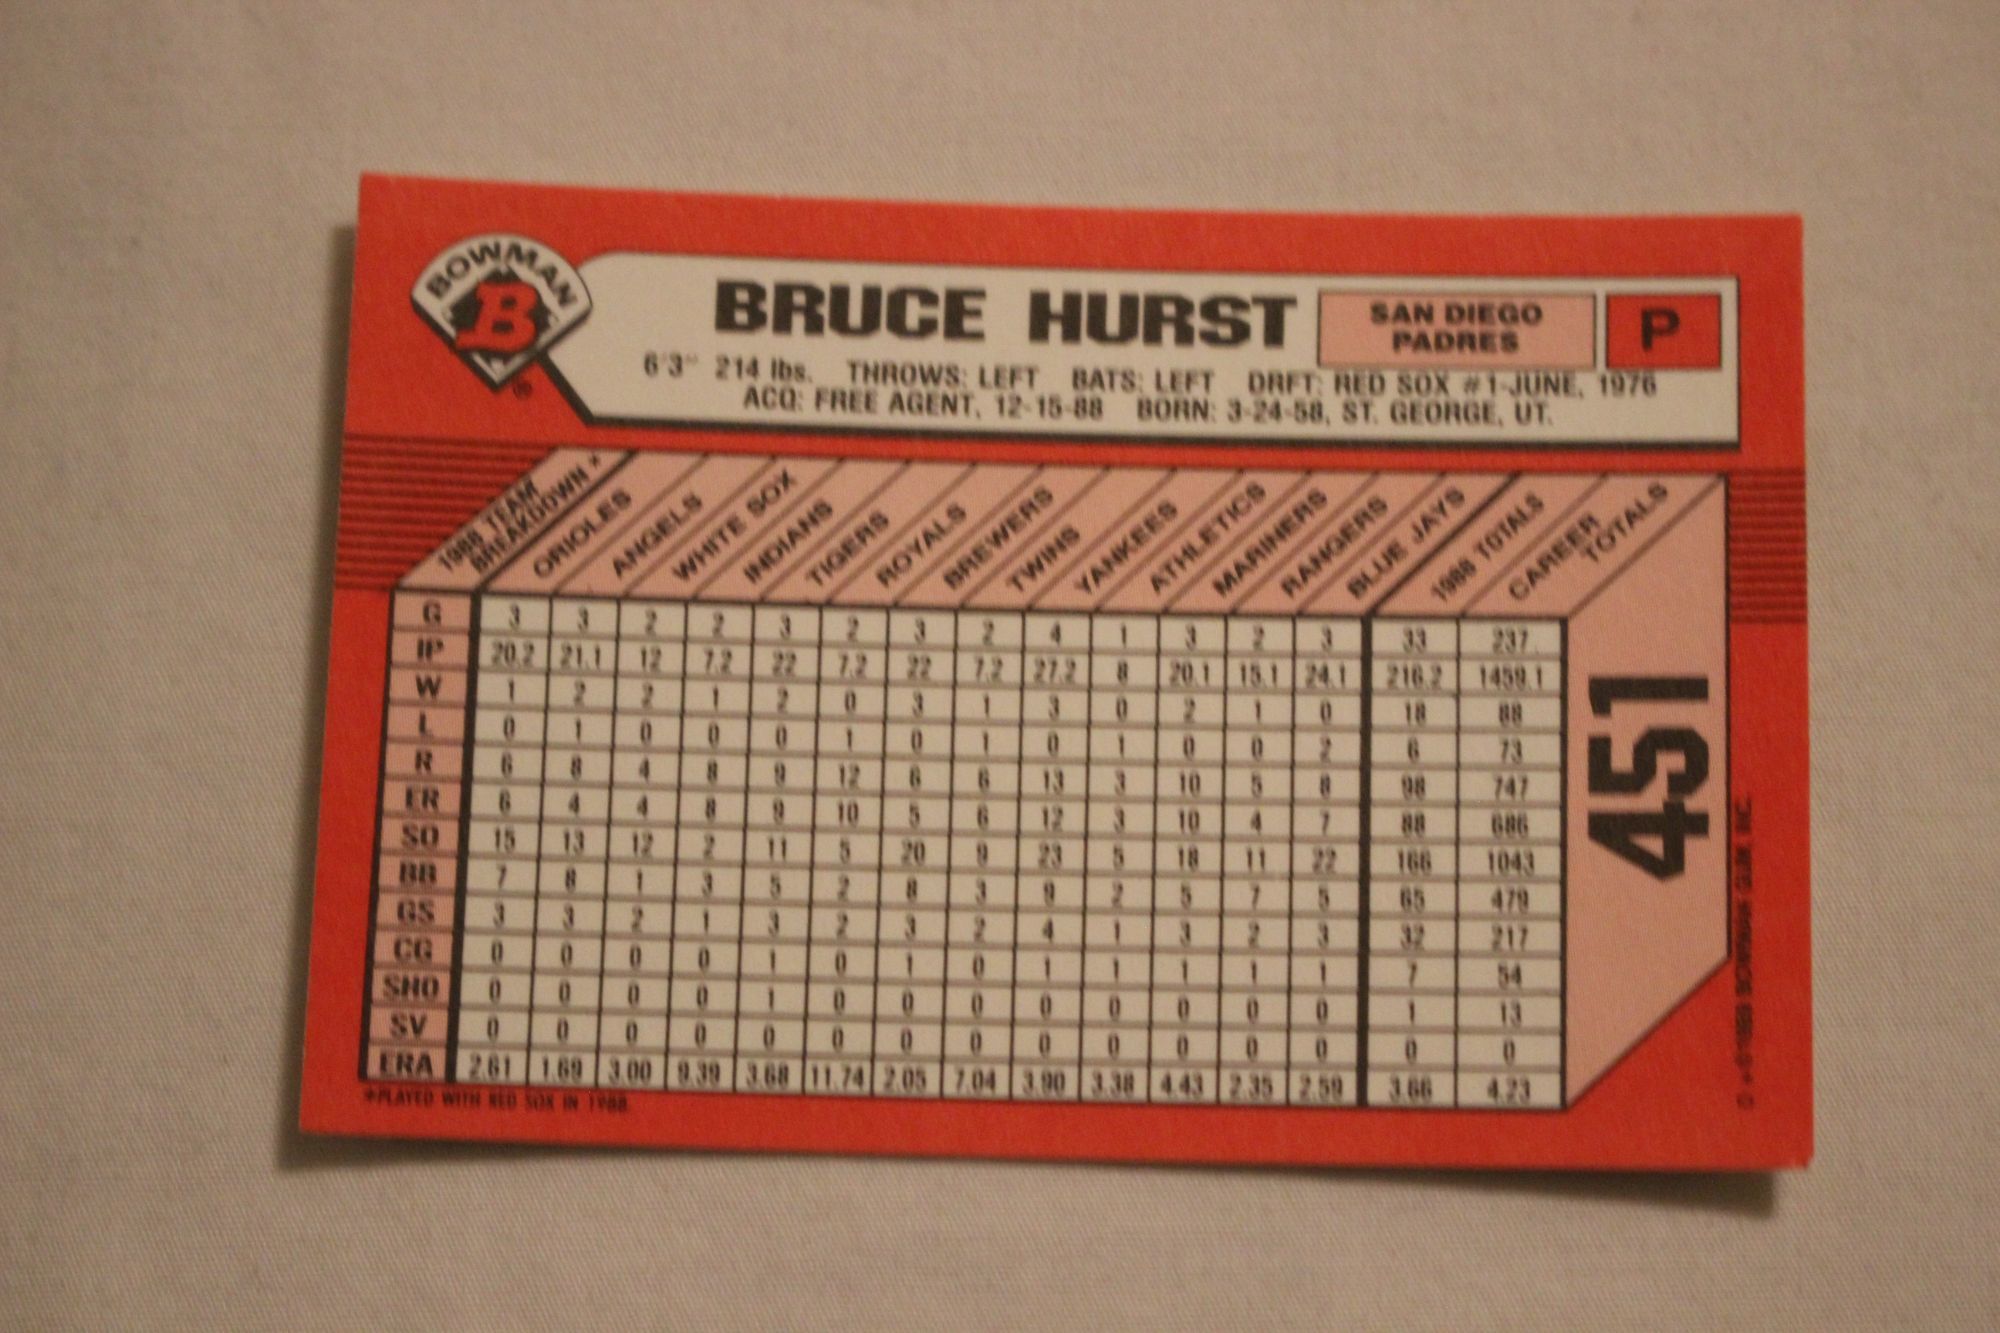 BOWMAN
B
®
BRUCE HURST
SAN DIEGO
PADRES
P
6'3" 214 lbs. THROWS: LEFT BATS: LEFT DRFT: RED SOX #1-JUNE, 1976
ACQ: FREE AGENT, 12-15-88 BORN: 3-24-58, ST. GEORGE, UT.
1988 TEAM BREAKDOWN * ORIOLES ANGELS WHITE SOX INDIANS TIGERS ROYALS BREWERS TWINS YANKEES ATHLETICS MARINERS RANGERS BLUE JAYS 1988 TOTALS CAREER TOTALS
G 3 3 2 2 3 2 3 2 4 1 3 2 3 33 237
IP 20.2 21.1 12 7.2 22 7.2 22 7.2 27.2 8 20.1 15.1 24.1 216.2 1459.1
W 1 2 2 1 2 0 3 1 3 0 2 1 0 18 88
L 0 1 0 0 0 1 0 1 0 1 0 0 2 6 73
R 6 8 4 8 9 12 6 6 13 3 10 5 8 98 747
ER 6 4 4 8 9 10 5 6 12 3 10 4 7 88 686
SO 15 13 12 2 11 5 20 9 23 5 18 11 22 166 1043
BB 7 8 1 3 5 2 8 3 9 2 5 7 5 65 479
GS 3 3 2 1 3 2 3 2 4 1 3 2 3 32 217
CG 0 0 0 0 1 0 1 0 1 1 1 1 1 7 54
SHO 0 0 0 0 1 0 0 0 0 0 0 0 0 1 13
SV 0 0 0 0 0 0 0 0 0 0 0 0 0 0 0
ERA 2.61 1.69 3.00 9.39 3.68 11.74 2.05 7.04 3.90 3.38 4.43 2.35 2.59 3.66 4.23
*PLAYED WITH RED SOX IN 1988.
451
1989 BOWMAN GUM, INC.